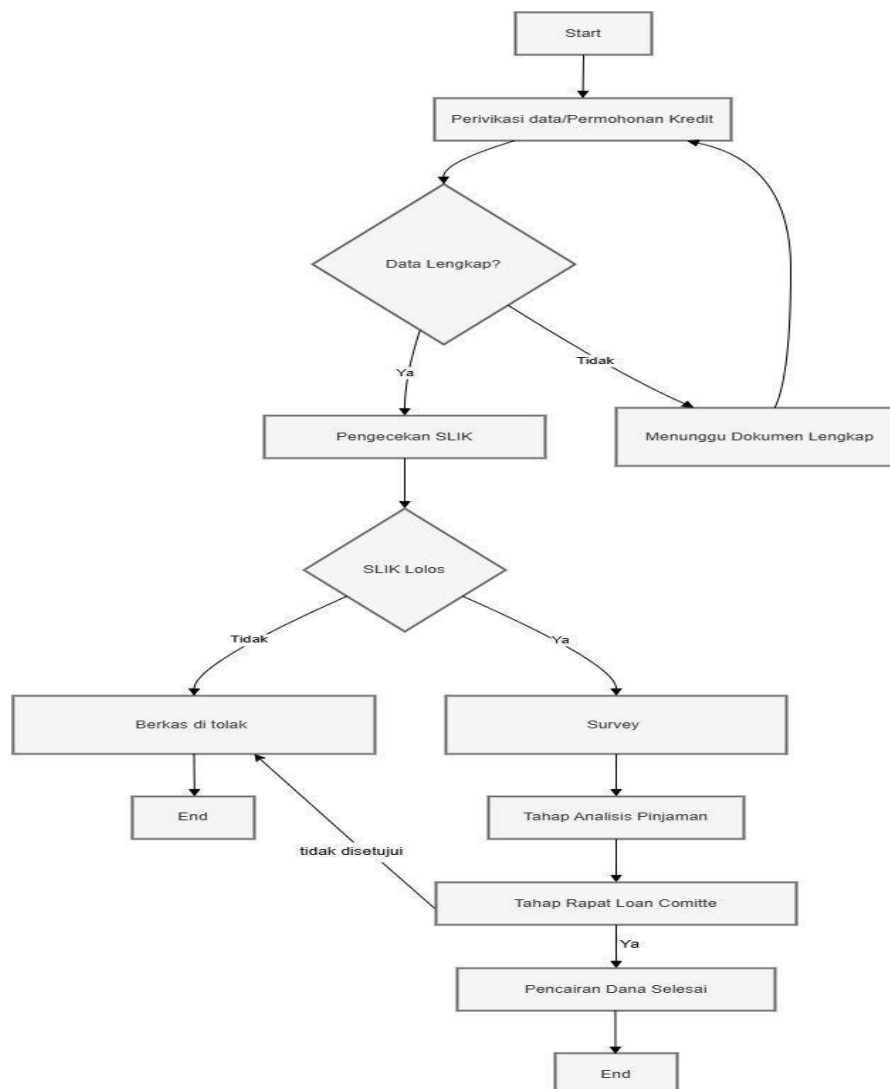 Start
Perivikasi data/Permohonan Kredit
Data Lengkap?
Ya
Tidak
Pengecekan SLIK
Menunggu Dokumen Lengkap
SLIK Lolos
Tidak
Ya
Berkas di tolak
Survey
End
Tahap Analisis Pinjaman
tidak disetujui
Tahap Rapat Loan Comitte
Ya
Pencairan Dana Selesai
End